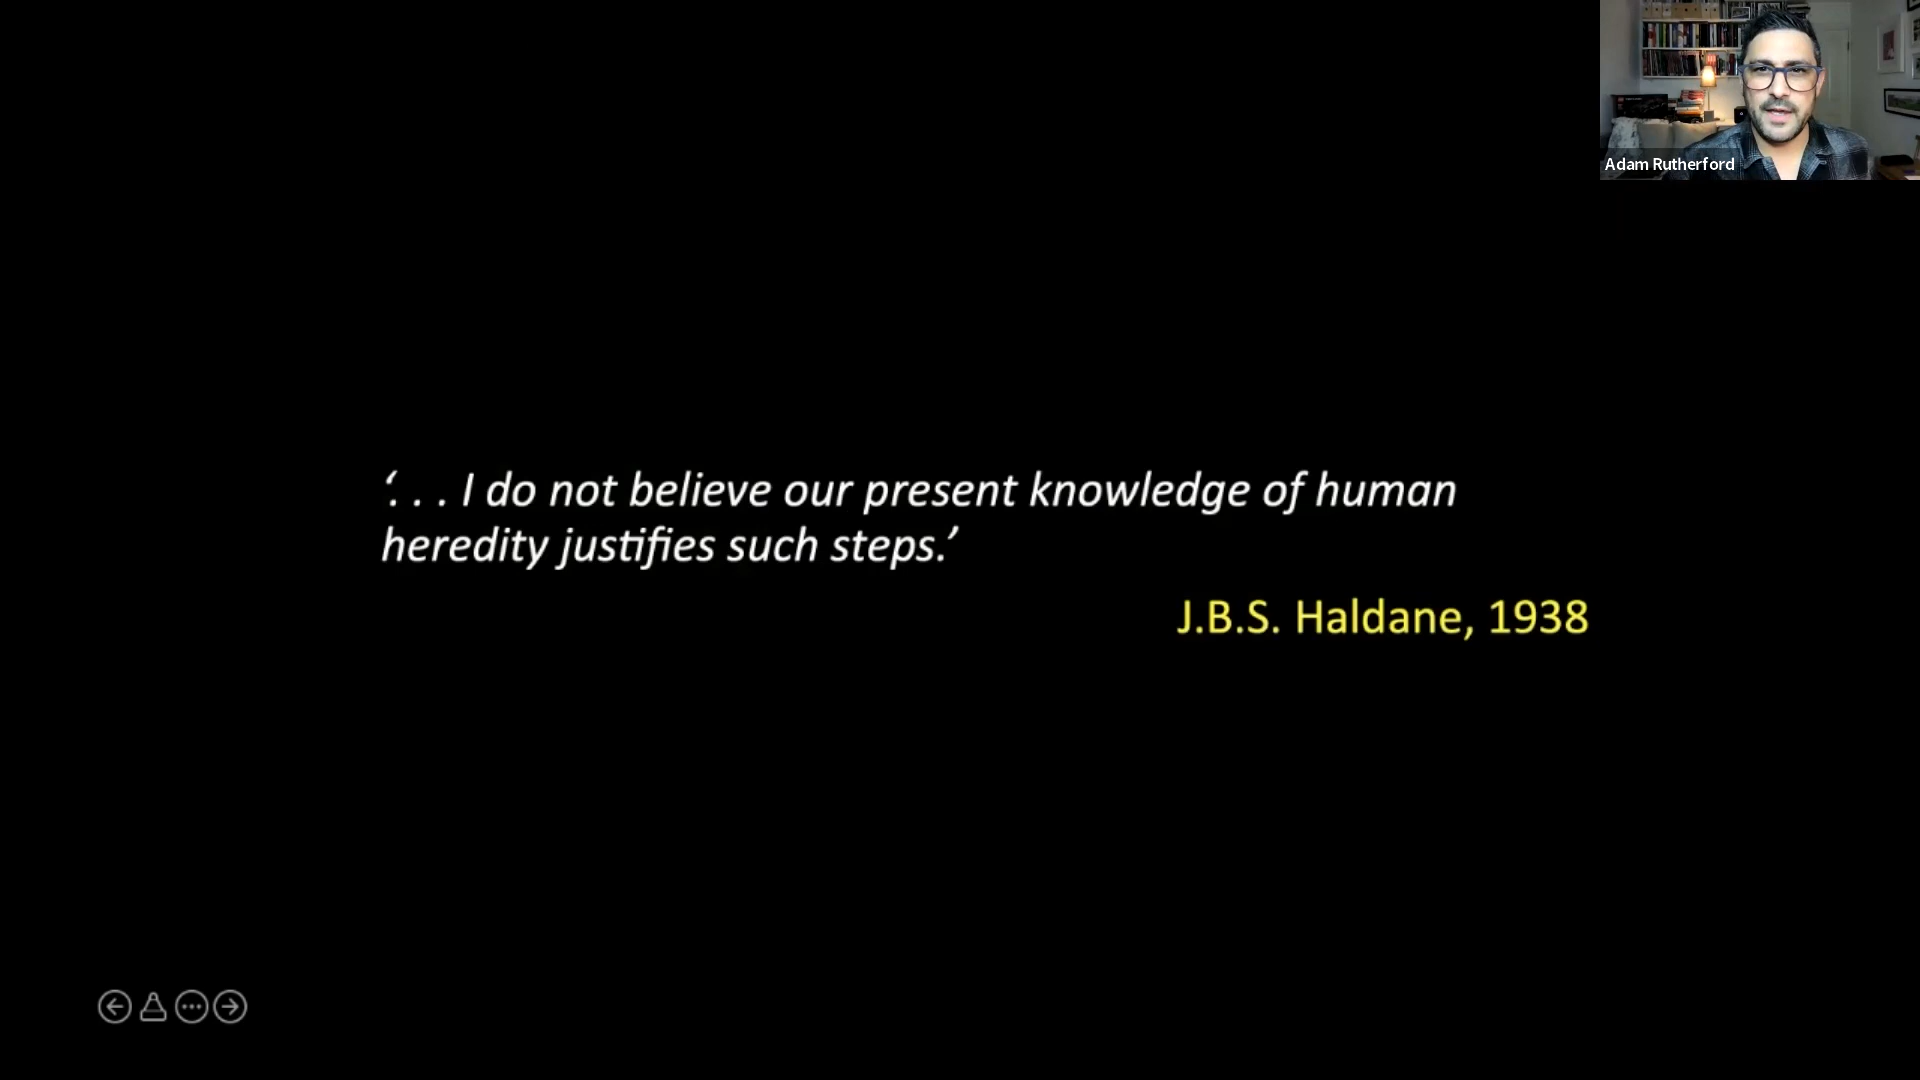 Adam Rutherford
‘. . . I do not believe our present knowledge of human
heredity justifies such steps.’
J.B.S. Haldane, 1938